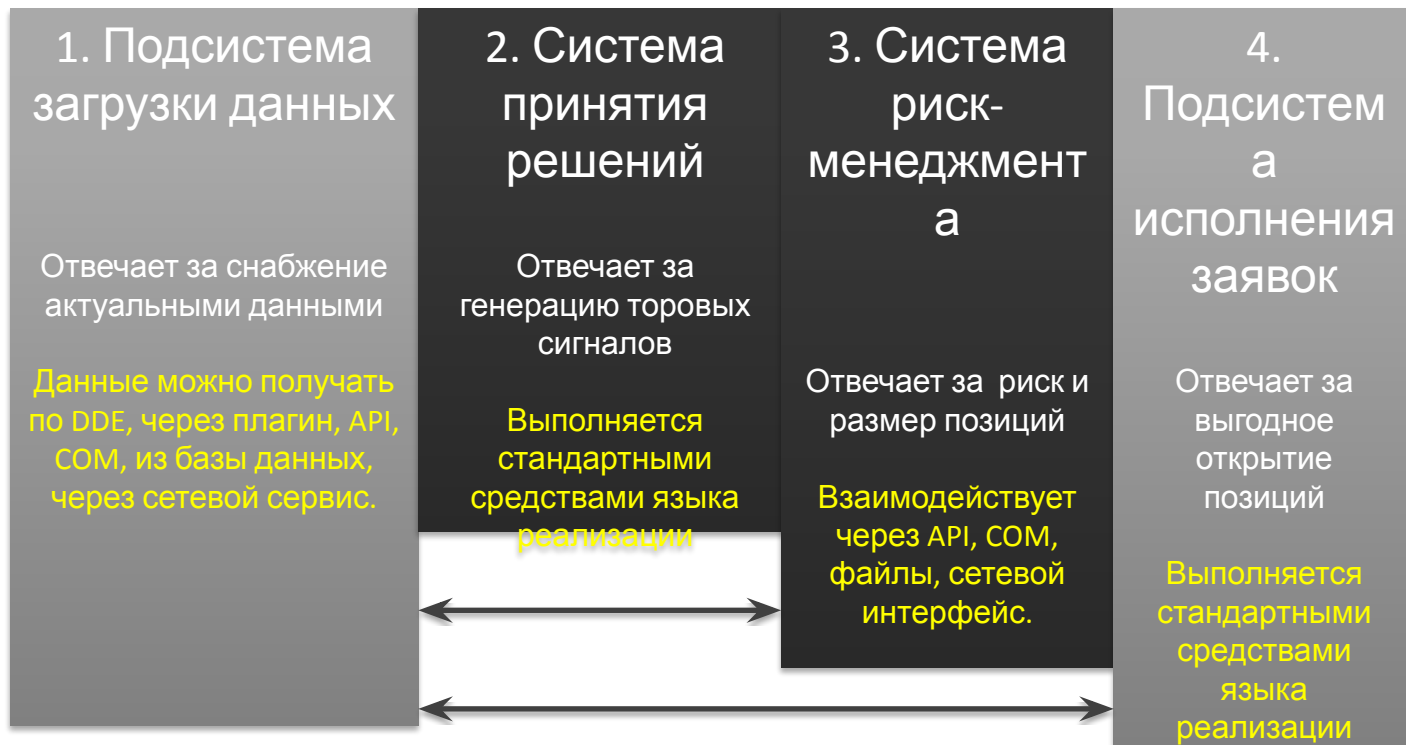 1. Подсистема
загрузки данных
Отвечает за снабжение
актуальными данными
Данные можно получать
по DDE, через плагин, API,
COM, из базы данных,
через сетевой сервис.
2. Система
принятия
решений
Отвечает за
генерацию торовых
сигналов
Выполняется
стандартными
средствами языка
реализации
3. Система
риск-
менеджмент
а
Отвечает за риск и
размер позиций
Взаимодействует
через API, COM,
файлы, сетевой
интерфейс.
4.
Подсистем
а
исполнения
заявок
Отвечает за
выгодное
открытие
позиций
Выполняется
стандартными
средствами
языка
реализации